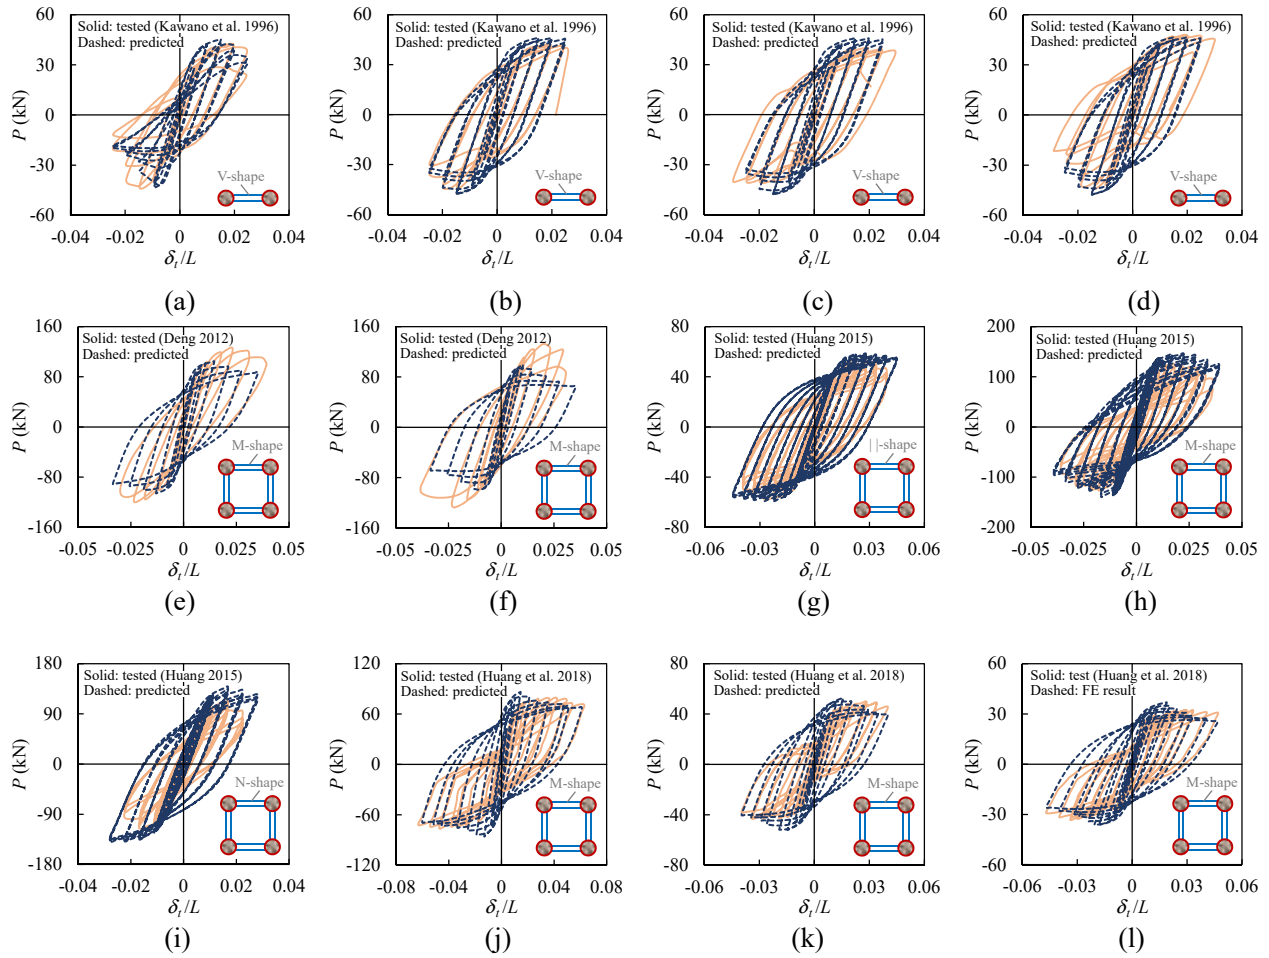 60
Solid: tested (Kawano et al. 1996)
Dashed: predicted
30
P (kN)
0
-30
V-shape
-60
-0.04 -0.02 0 0.02 0.04
δt/L
(a)
60
Solid: tested (Kawano et al. 1996)
Dashed: predicted
30
P (kN)
0
-30
V-shape
-60
-0.04 -0.02 0 0.02 0.04
δt/L
(b)
60
Solid: tested (Kawano et al. 1996)
Dashed: predicted
30
P (kN)
0
-30
V-shape
-60
-0.04 -0.02 0 0.02 0.04
δt/L
(c)
60
Solid: tested (Kawano et al. 1996)
Dashed: predicted
30
P (kN)
0
-30
V-shape
-60
-0.04 -0.02 0 0.02 0.04
δt/L
(d)
160
Solid: tested (Deng 2012)
Dashed: predicted
80
P (kN)
0
M-shape
-80
-160
-0.05 -0.025 0 0.025 0.05
δt/L
(e)
160
Solid: tested (Deng 2012)
Dashed: predicted
80
P (kN)
0
M-shape
-80
-160
-0.05 -0.025 0 0.025 0.05
δt/L
(f)
80
Solid: tested (Huang 2015)
Dashed: predicted
40
P (kN)
0
| |-shape
-40
-80
-0.06 -0.03 0 0.03 0.06
δt/L
(g)
200
Solid: tested (Huang 2015)
Dashed: predicted
100
P (kN)
0
M-shape
-100
-200
-0.05 -0.025 0 0.025 0.05
δt/L
(h)
180
Solid: tested (Huang 2015)
Dashed: predicted
90
P (kN)
0
N-shape
-90
-180
-0.04 -0.02 0 0.02 0.04
δt/L
(i)
120
Solid: tested (Huang et al. 2018)
Dashed: predicted
60
P (kN)
0
M-shape
-60
-120
-0.08 -0.04 0 0.04 0.08
δt/L
(j)
80
Solid: tested (Huang et al. 2018)
Dashed: predicted
40
P (kN)
0
M-shape
-40
-80
-0.06 -0.03 0 0.03 0.06
δt/L
(k)
60
Solid: test (Huang et al. 2018)
Dashed: FE result
30
P (kN)
0
M-shape
-30
-60
-0.06 -0.03 0 0.03 0.06
δt/L
(l)